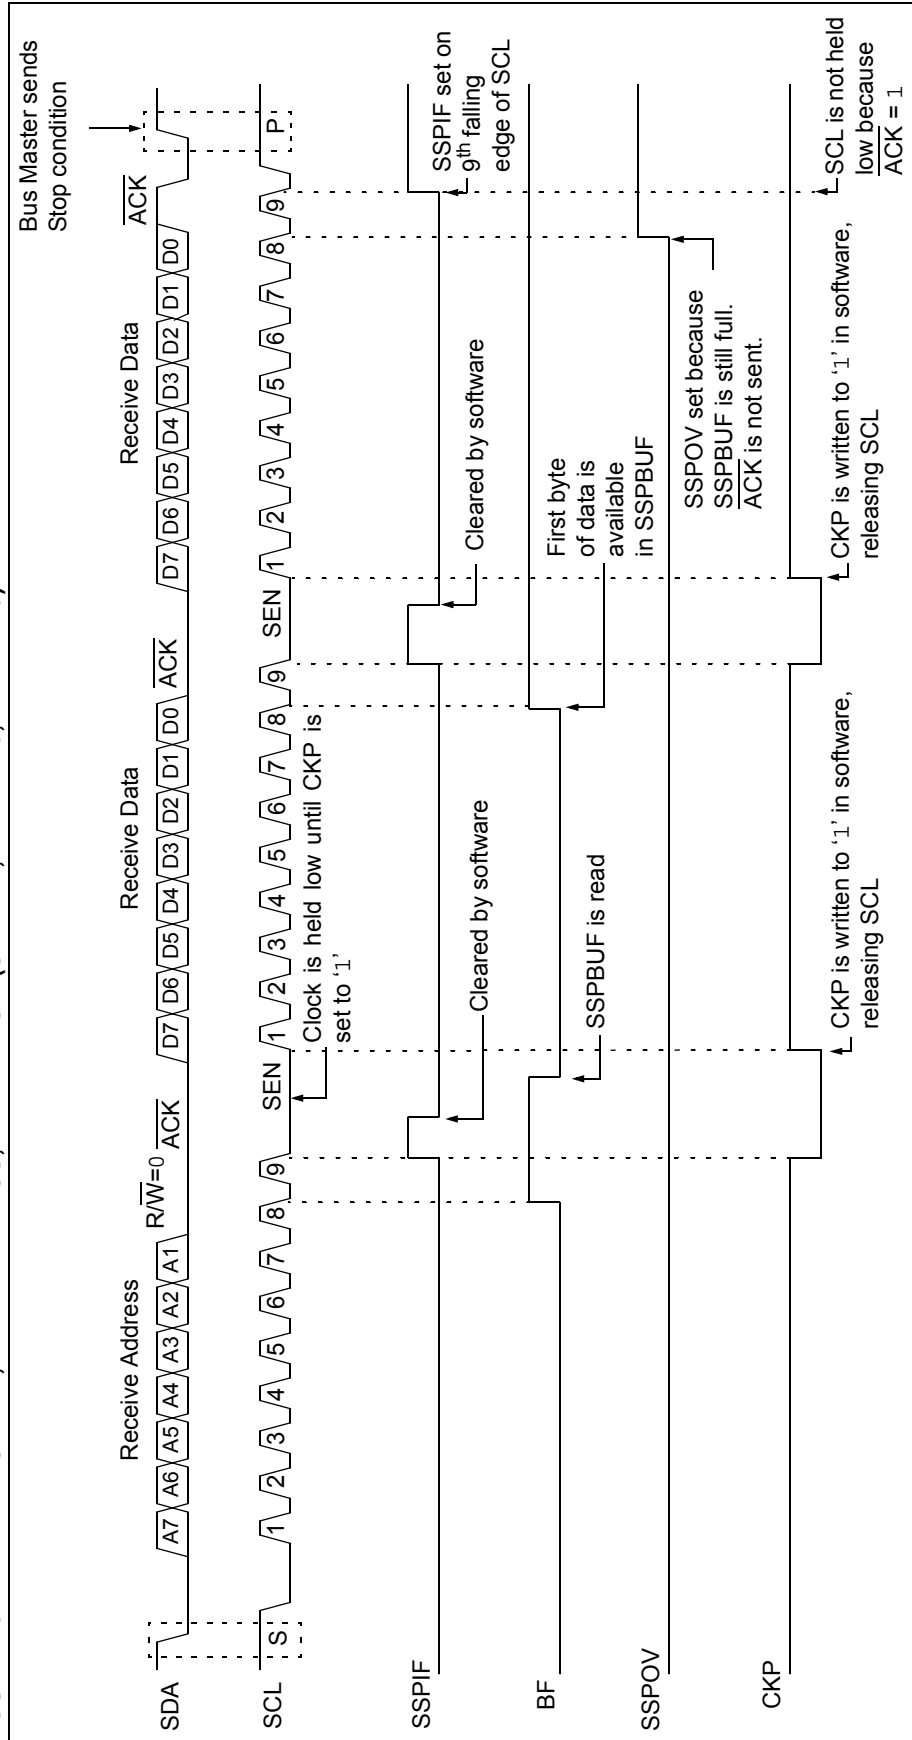 Bus Master sends
Stop condition
Receive Address
R/W=0
ACK
Receive Data
ACK
Receive Data
ACK
SDA
A7 A6 A5 A4 A3 A2 A1
D7 D6 D5 D4 D3 D2 D1 D0
D7 D6 D5 D4 D3 D2 D1 D0
SCL
S
1 2 3 4 5 6 7 8 9
SEN
1 2 3 4 5 6 7 8 9
SEN
1 2 3 4 5 6 7 8 9
P
Clock is held low until CKP is
set to ‘1’
SSPIF
Cleared by software
Cleared by software
SSPIF set on
9th falling
edge of SCL
BF
SSPBUF is read
First byte
of data is
available
in SSPBUF
SSPOV
SSPOV set because
SSPBUF is still full.
ACK is not sent.
CKP
CKP is written to ‘1’ in software,
releasing SCL
CKP is written to ‘1’ in software,
releasing SCL
SCL is not held
low because
ACK = 1